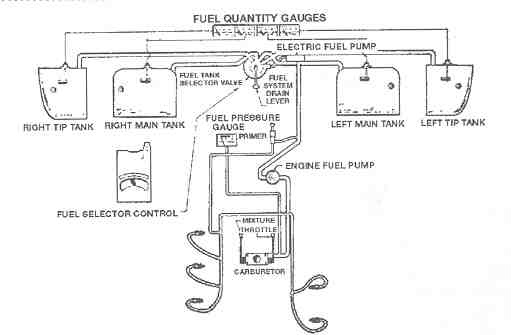 FUEL QUANTITY GAUGES
ELECTRIC FUEL PUMP
FUEL TANK
SELECTOR VALVE
FUEL
SYSTEM
DRAIN
LEVER
RIGHT TIP TANK
RIGHT MAIN TANK
LEFT MAIN TANK
LEFT TIP TANK
FUEL PRESSURE
GAUGE
PRIMER
ENGINE FUEL PUMP
FUEL SELECTOR CONTROL
MIXTURE
THROTTLE
CARBURETOR